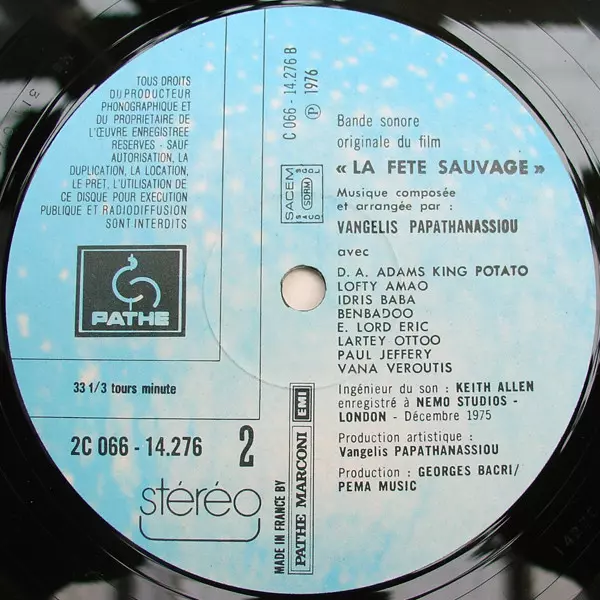 TOUS DROITS
DU PRODUCTEUR
PHONOGRAPHIQUE ET
DU PROPRIETAIRE DE
L'ŒUVRE ENREGISTREE
RESERVES - SAUF
AUTORISATION, LA
DUPLICATION, LA LOCATION,
LE PRET, L'UTILISATION DE
CE DISQUE POUR EXECUTION
PUBLIQUE ET RADIODIFFUSION
SONT INTERDITS
PATHE
33 1/3 tours minute
2C 066 - 14.276 2
stéréo
C 066 - 14.276 B
Ⓟ 1976
SACEM
SDRM
MADE IN FRANCE BY
PATHE MARCONI EMI
Bande sonore
originale du film
« LA FETE SAUVAGE »
Musique composée
et arrangée par :
VANGELIS PAPATHANASSIOU
avec
D. A. ADAMS KING POTATO
LOFTY AMAO
IDRIS BABA
BENBADOO
E. LORD ERIC
LARTEY OTTOO
PAUL JEFFERY
VANA VEROUTIS
Ingénieur du son : KEITH ALLEN
enregistré à NEMO STUDIOS -
LONDON - Décembre 1975
Production artistique :
Vangelis PAPATHANASSIOU
Production : GEORGES BACRI/
PEMA MUSIC